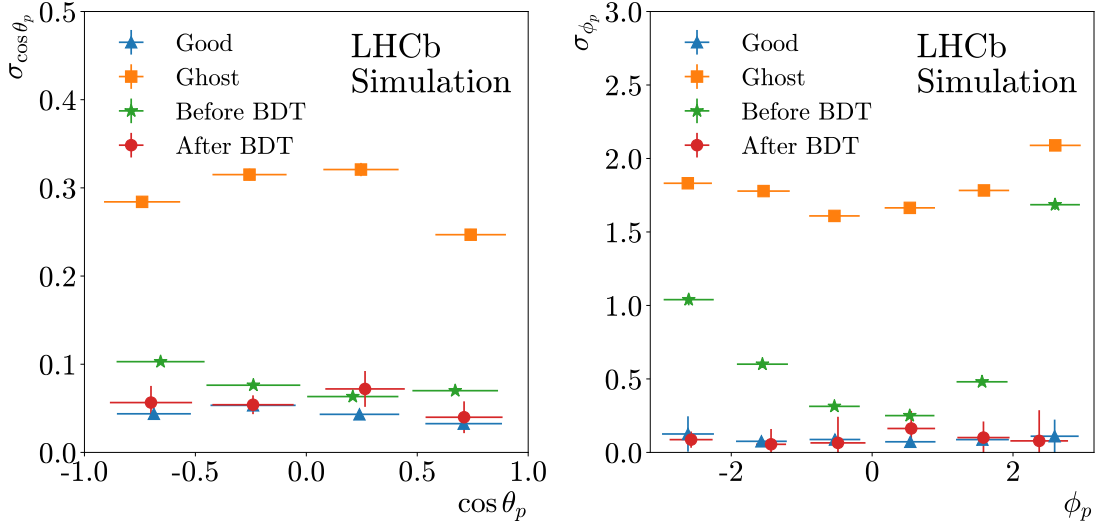 σcos θp
0.5
0.4
0.3
0.2
0.1
0.0
Good
Ghost
Before BDT
After BDT
LHCb
Simulation
-1.0 -0.5 0.0 0.5 1.0
cos θp
σϕp
3.0
2.5
2.0
1.5
1.0
0.5
0.0
Good
Ghost
Before BDT
After BDT
LHCb
Simulation
-2 0 2
ϕp